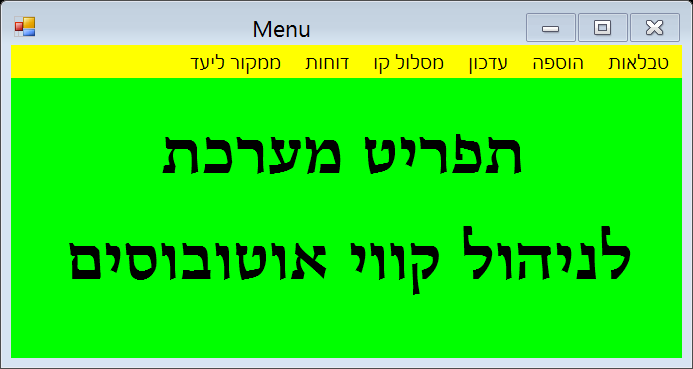 Menu
טבלאות הוספה עדכון מסלול קו דוחות ממקור ליעד
תפריט מערכת
לניהול קווי אוטובוסים